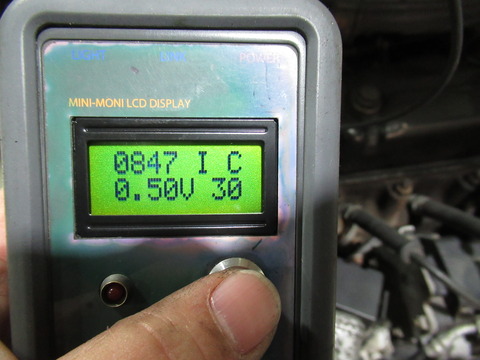 POWER
MINI-MONI LCD DISPLAY
0847 I C
0.50V 30